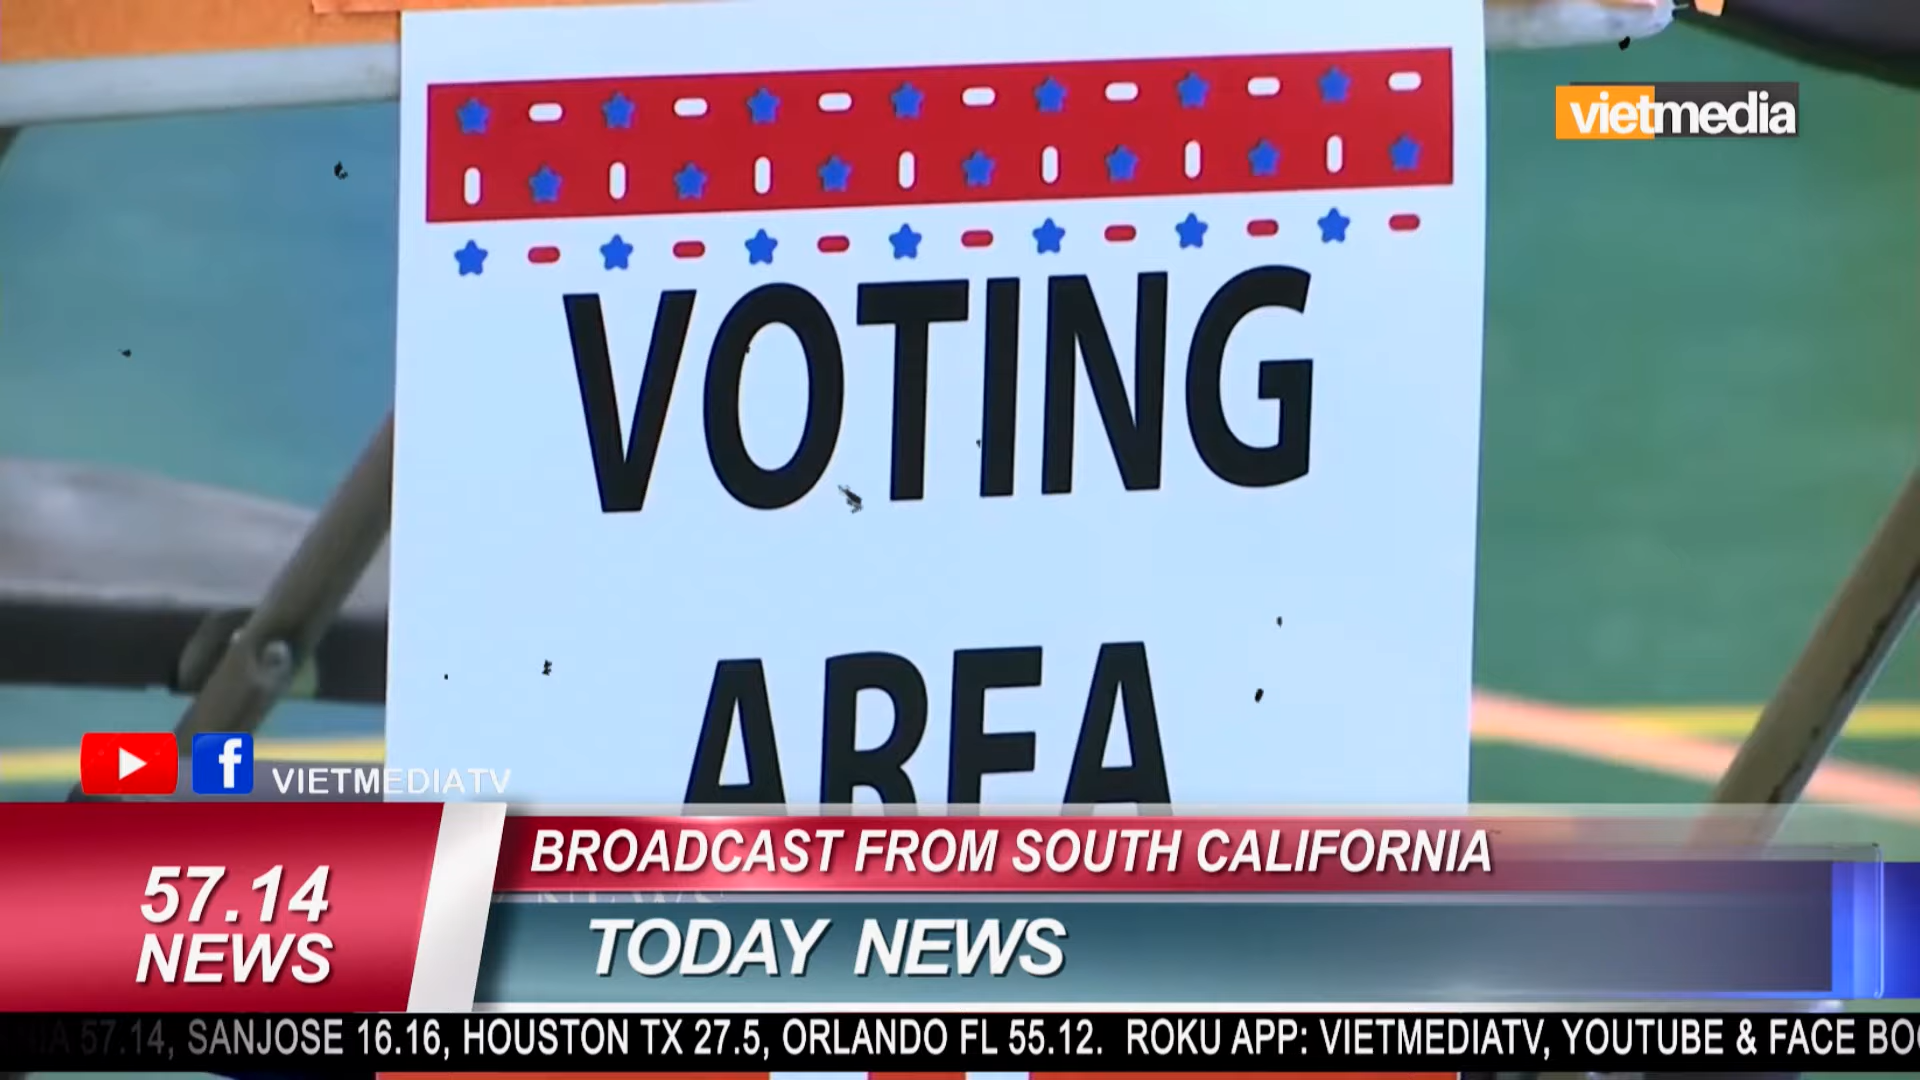 vietmedia
VOTING
AREA
VIETMEDIATV
BROADCAST FROM SOUTH CALIFORNIA
57.14
NEWS
TODAY NEWS
57.14, SANJOSE 16.16, HOUSTON TX 27.5, ORLANDO FL 55.12. ROKU APP: VIETMEDIATV, YOUTUBE & FACE